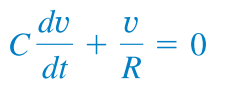 C dv/dt + v/R = 0